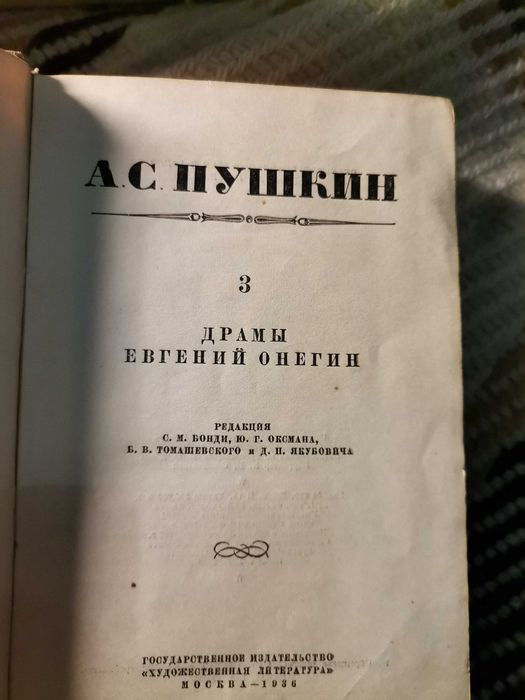 А.С. ПУШКИН
3
ДРАМЫ
ЕВГЕНИЙ ОНЕГИН
РЕДАКЦИЯ
С. М. БОНДИ, Ю. Г. ОКСМАНА,
Б. В. ТОМАШЕВСКОГО и Д. П. ЯКУБОВИЧА
ГОСУДАРСТВЕННОЕ ИЗДАТЕЛЬСТВО
«ХУДОЖЕСТВЕННАЯ ЛИТЕРАТУРА»
МОСКВА — 1936